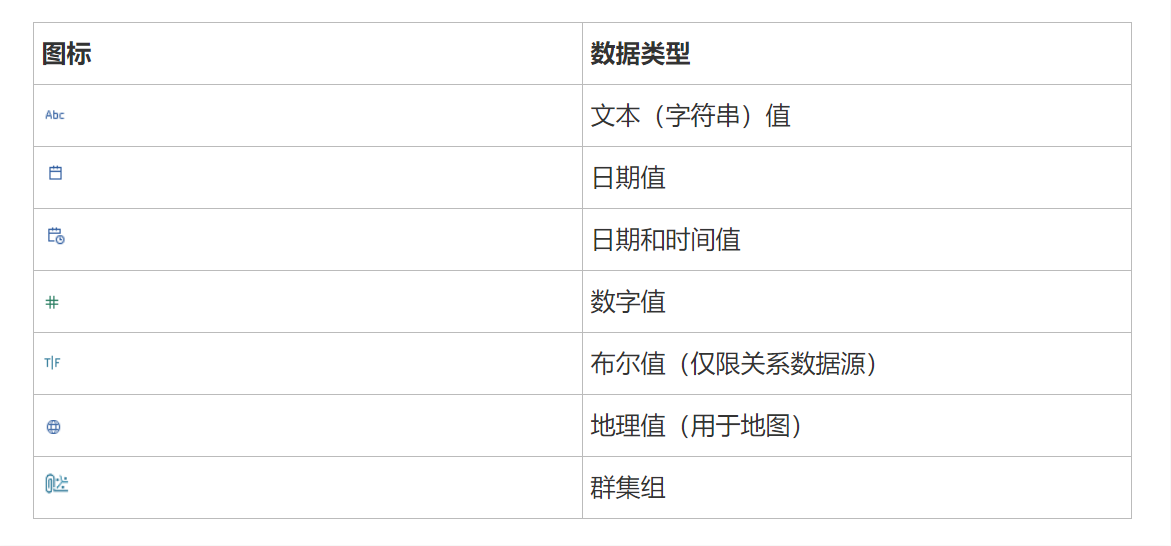 图标 数据类型
Abc 文本（字符串）值
日期值
日期和时间值
# 数字值
T|F 布尔值（仅限关系数据源）
地理值（用于地图）
群集组